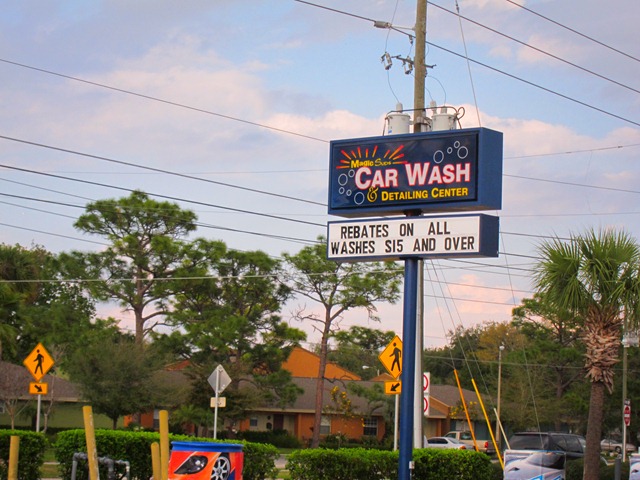 Magic Suds
CAR WASH
& DETAILING CENTER
REBATES ON ALL
WASHES $15 AND OVER